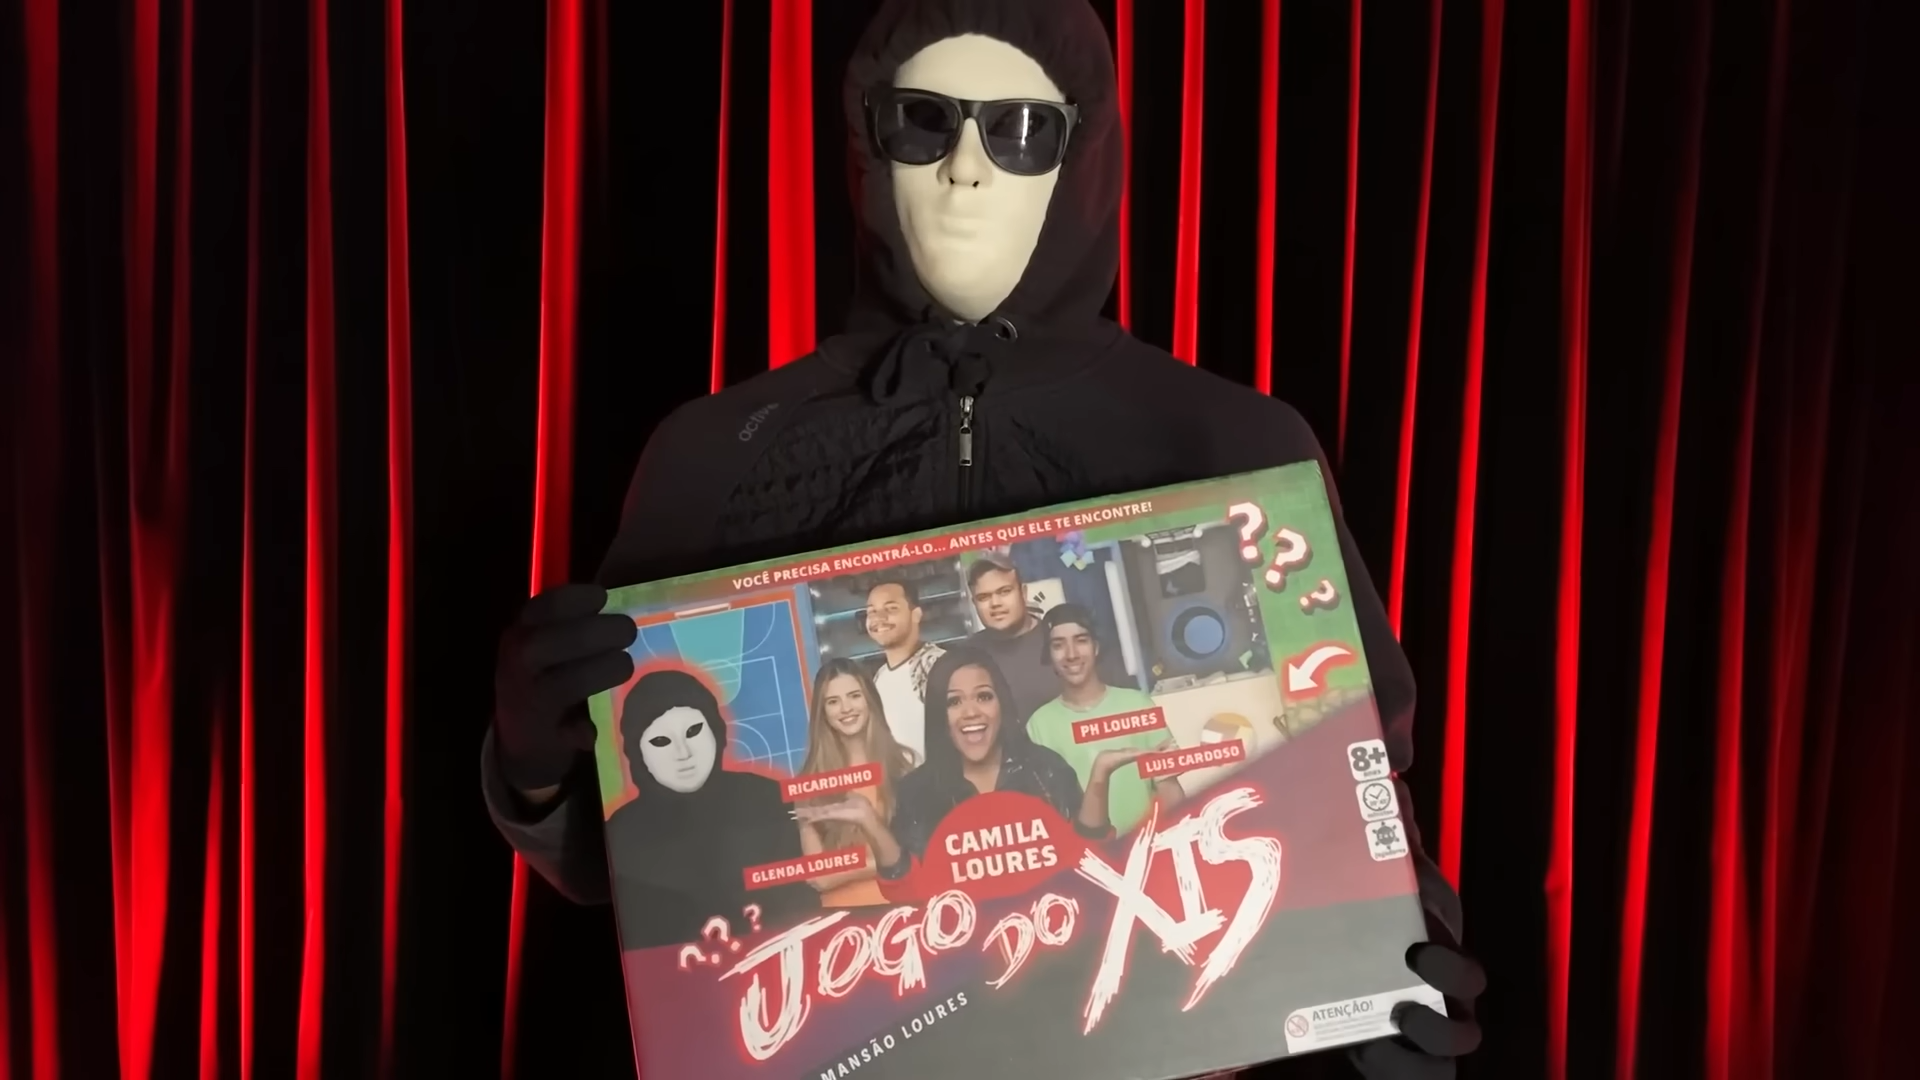 active
VOCÊ PRECISA ENCONTRÁ-LO... ANTES QUE ELE TE ENCONTRE!
???
PH LOURES
LUIS CARDOSO
RICARDINHO
GLENDA LOURES
CAMILA
LOURES
8+
???
JOGO DO XIS
MANSÃO LOURES
ATENÇÃO!